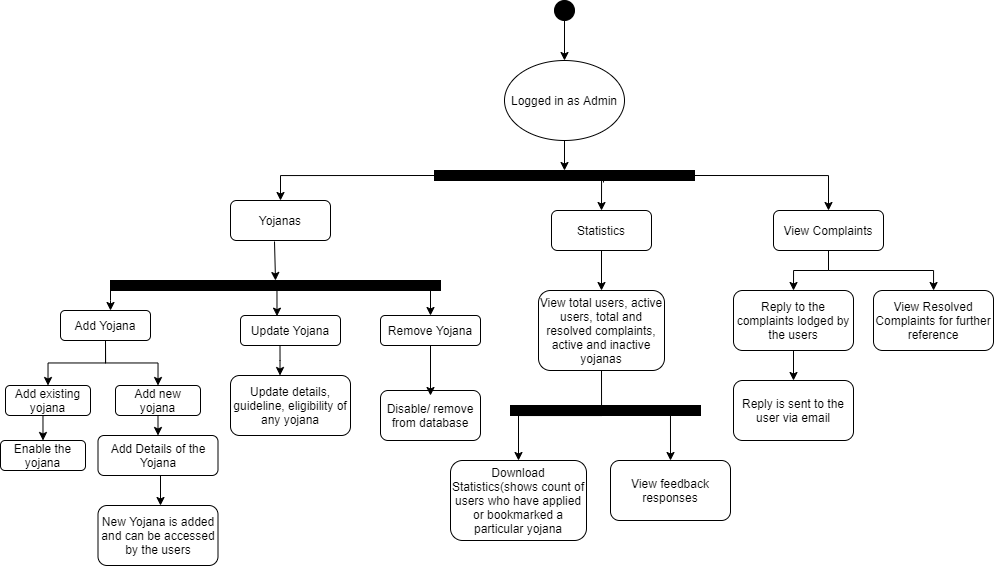 Logged in as Admin
Yojanas
Statistics
View Complaints
Add Yojana
Update Yojana
Remove Yojana
View total users, active
users, total and
resolved complaints,
active and inactive
yojanas
Reply to the
complaints lodged by
the users
View Resolved
Complaints for further
reference
Add existing
yojana
Add new
yojana
Update details,
guideline, eligibility of
any yojana
Disable/ remove
from database
Reply is sent to the
user via email
Enable the
yojana
Add Details of the
Yojana
Download
Statistics(shows count of
users who have applied
or bookmarked a
particular yojana
View feedback
responses
New Yojana is added
and can be accessed
by the users